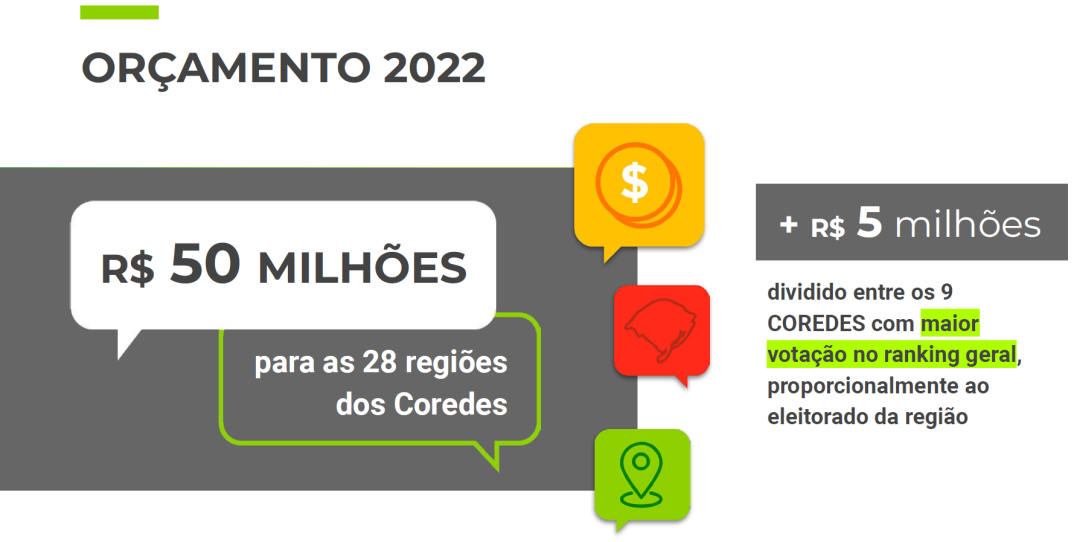 ORÇAMENTO 2022
R$ 50 MILHÕES
para as 28 regiões
dos Coredes
$
+ R$ 5 milhões
dividido entre os 9
COREDES com maior
votação no ranking geral,
proporcionalmente ao
eleitorado da região